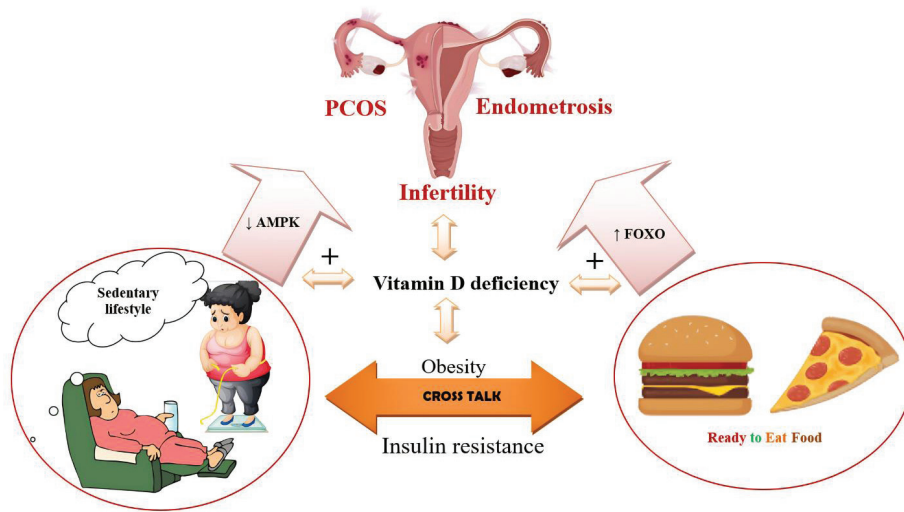 PCOS
Endometrosis
Infertility
↓ AMPK
↑ FOXO
+
+
Vitamin D deficiency
Sedentary
lifestyle
Obesity
CROSS TALK
Insulin resistance
Ready to Eat Food